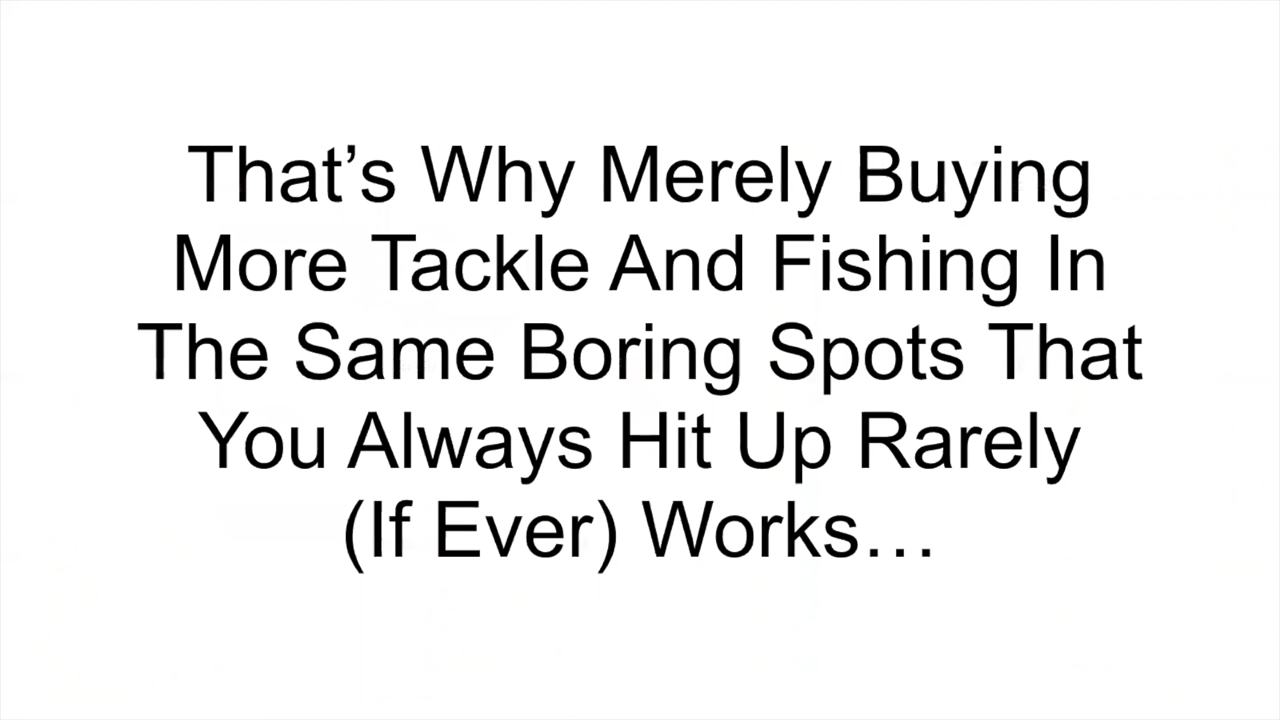 That’s Why Merely Buying
More Tackle And Fishing In
The Same Boring Spots That
You Always Hit Up Rarely
(If Ever) Works…